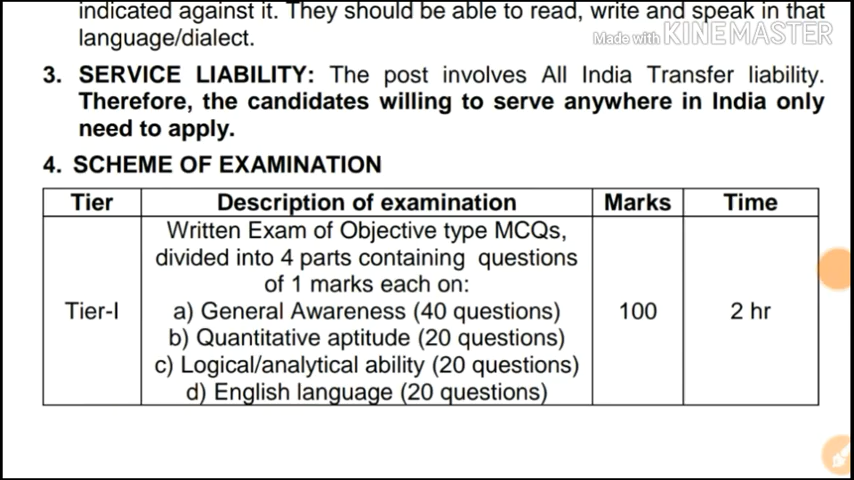 indicated against it. They should be able to read, write and speak in that
language/dialect.
Made with KINEMASTER
3. SERVICE LIABILITY: The post involves All India Transfer liability.
Therefore, the candidates willing to serve anywhere in India only
need to apply.
4. SCHEME OF EXAMINATION
Tier Description of examination Marks Time
Written Exam of Objective type MCQs,
divided into 4 parts containing questions
of 1 marks each on:
Tier-I a) General Awareness (40 questions) 100 2 hr
b) Quantitative aptitude (20 questions)
c) Logical/analytical ability (20 questions)
d) English language (20 questions)